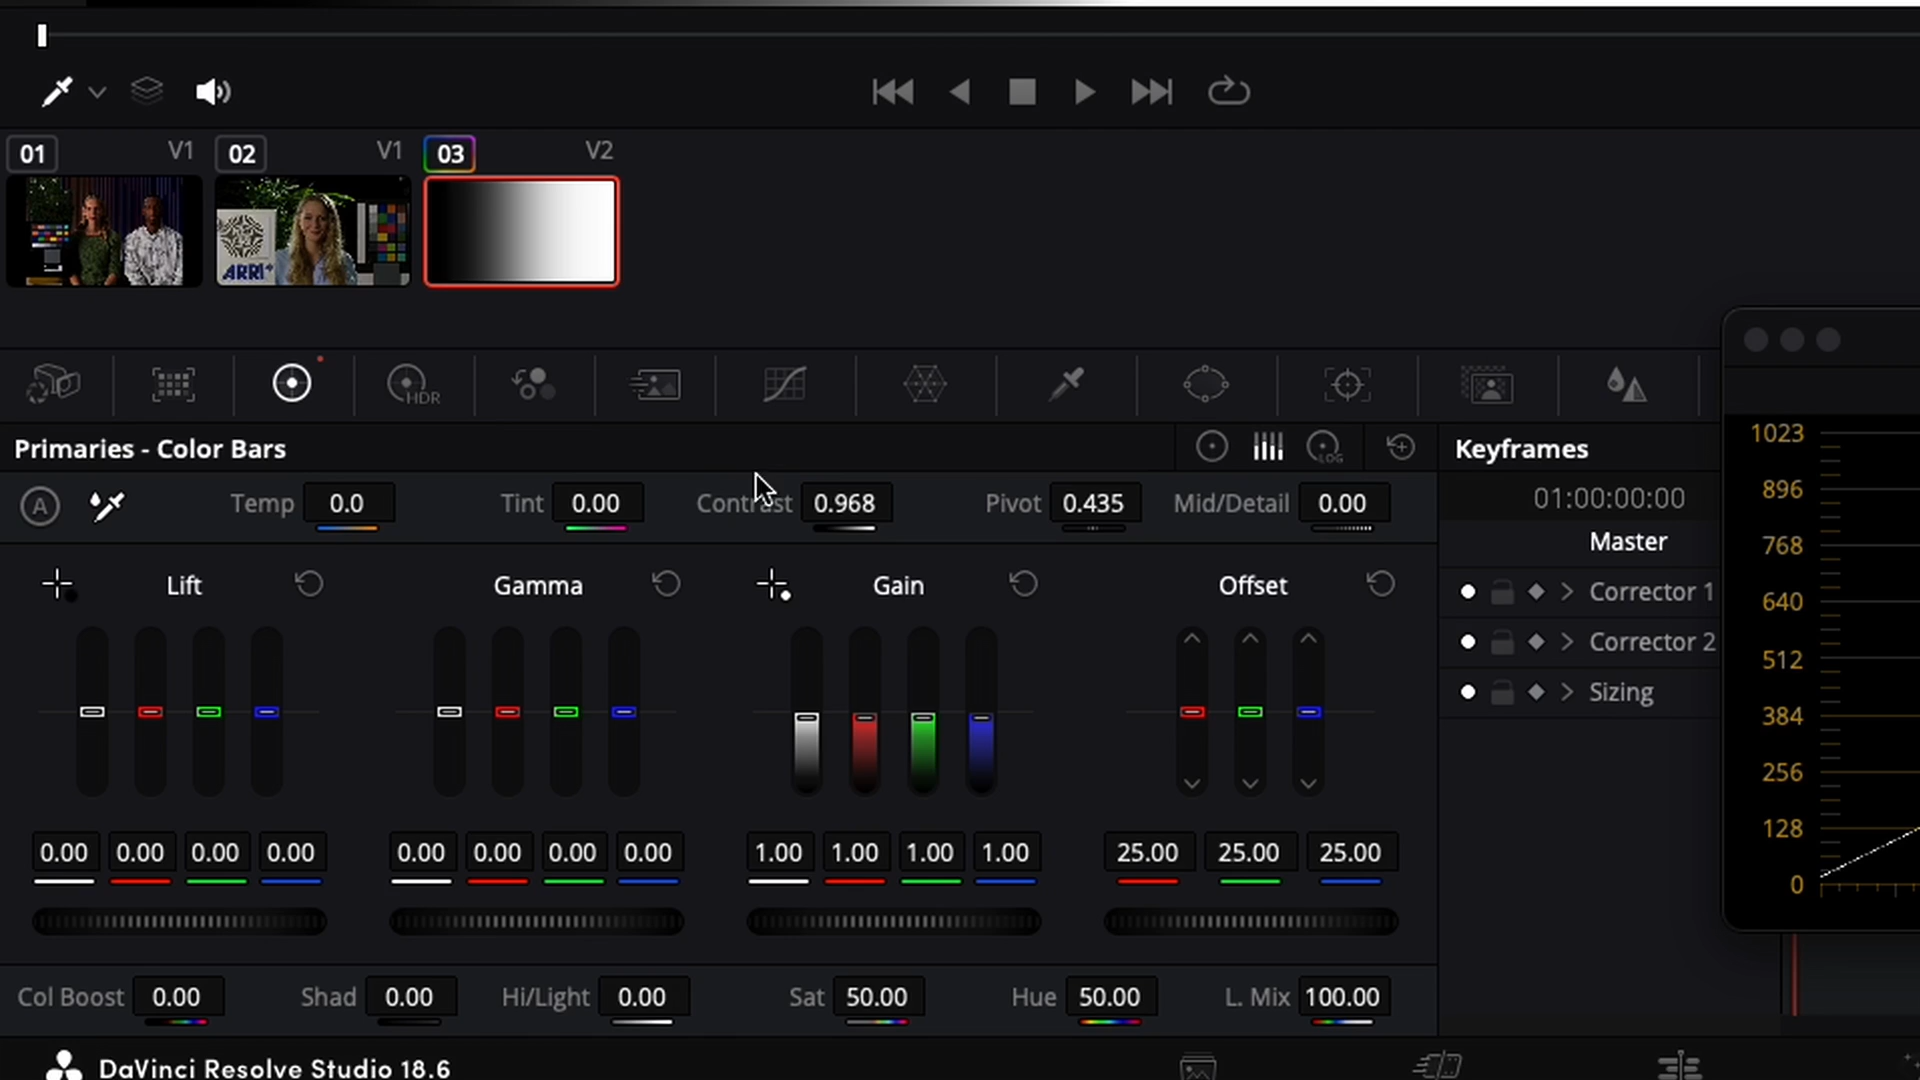 01 V1 02 V1 03 V2
ARRI
HDR
Primaries - Color Bars
LOG
Keyframes
Temp 0.0 Tint 0.00 Contrast 0.968 Pivot 0.435 Mid/Detail 0.00
01:00:00:00
Master
Lift Gamma Gain Offset
Corrector 1
Corrector 2
Sizing
0.00 0.00 0.00 0.00 0.00 0.00 0.00 0.00 1.00 1.00 1.00 1.00 25.00 25.00 25.00
Col Boost 0.00 Shad 0.00 Hi/Light 0.00 Sat 50.00 Hue 50.00 L. Mix 100.00
1023
896
768
640
512
384
256
128
0
A
DaVinci Resolve Studio 18.6